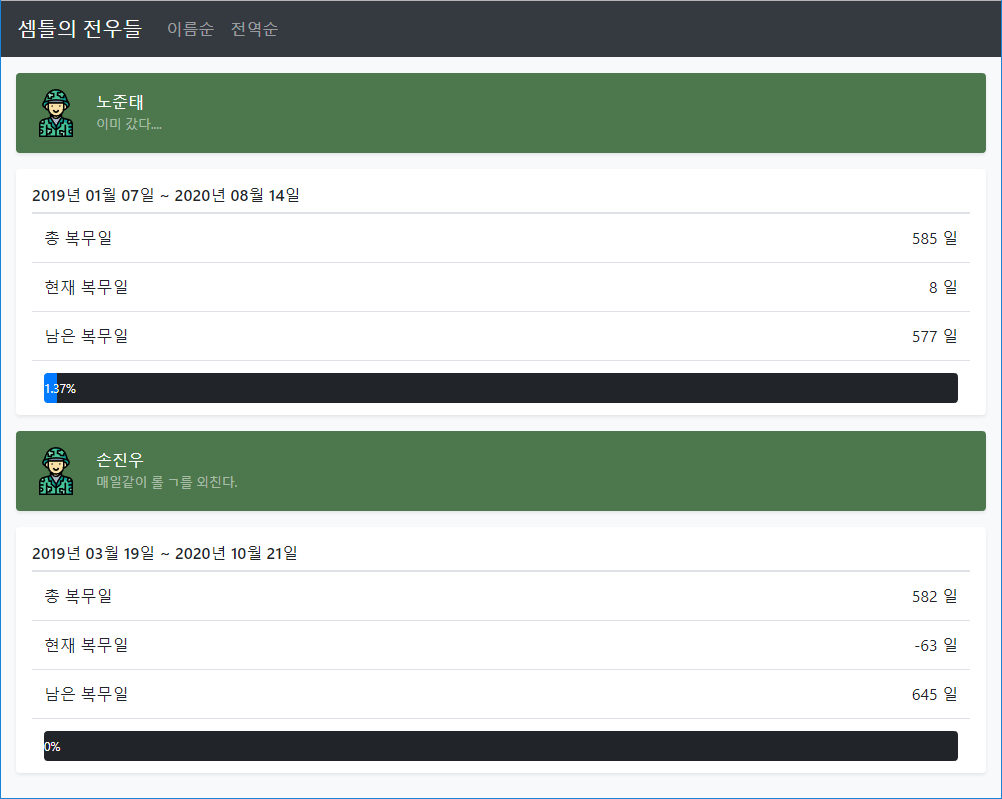 셈틀의 전우들 이름순 전역순
노준태
이미 갔다....
2019년 01월 07일 ~ 2020년 08월 14일
총 복무일 585 일
현재 복무일 8 일
남은 복무일 577 일
1.37%
손진우
매일같이 롤 ㄱ를 외친다.
2019년 03월 19일 ~ 2020년 10월 21일
총 복무일 582 일
현재 복무일 -63 일
남은 복무일 645 일
0%